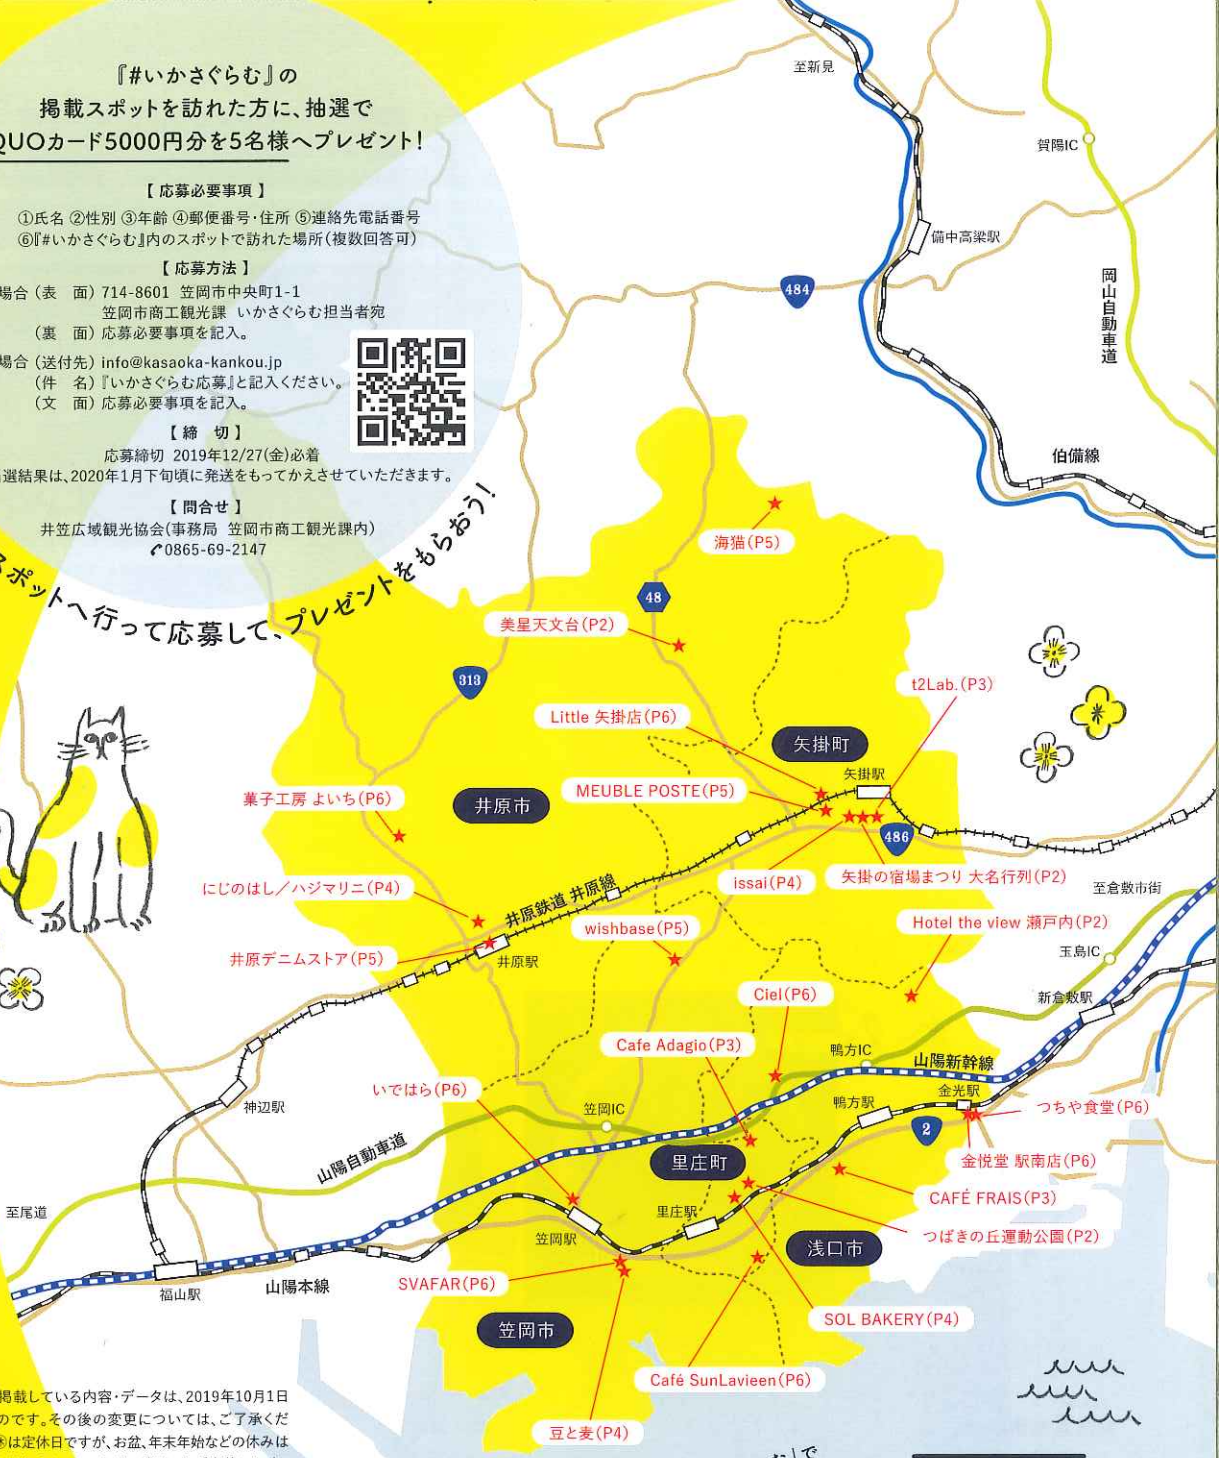 『#いかさぐらむ』の
掲載スポットを訪れた方に、抽選で
QUOカード5000円分を5名様へプレゼント!
【 応募必要事項 】
①氏名 ②性別 ③年齢 ④郵便番号・住所 ⑤連絡先電話番号
⑥『#いかさぐらむ』内のスポットで訪れた場所(複数回答可)
【 応募方法 】
場合 (表 面) 714-8601 笠岡市中央町1-1
笠岡市商工観光課 いかさぐらむ担当者宛
(裏 面) 応募必要事項を記入。
場合 (送付先) info@kasaoka-kankou.jp
(件 名)『いかさぐらむ応募』と記入ください。
(文 面) 応募必要事項を記入。
【 締 切 】
応募締切 2019年12/27(金)必着
選結果は、2020年1月下旬頃に発送をもってかえさせていただきます。
【 問合せ 】
井笠広域観光協会(事務局 笠岡市商工観光課内)
0865-69-2147
スポットへ行って応募して、プレゼントをもらおう!
至新見
賀陽IC
備中高梁駅
484
岡山自動車道
伯備線
海猫(P5)
48
美星天文台(P2)
313
t2Lab.(P3)
Little 矢掛店(P6)
矢掛町
矢掛駅
MEUBLE POSTE(P5)
菓子工房 よいち(P6)
井原市
486
issai(P4)
矢掛の宿場まつり 大名行列(P2)
にじのはし/ハジマリニ(P4)
井原鉄道 井原線
至倉敷市街
wishbase(P5)
Hotel the view 瀬戸内(P2)
井原デニムストア(P5)
井原駅
玉島IC
Ciel(P6)
新倉敷駅
Cafe Adagio(P3)
鴨方IC
山陽新幹線
いではら(P6)
金光駅
神辺駅
笠岡IC
鴨方駅
つちや食堂(P6)
2
山陽自動車道
里庄町
金悦堂 駅南店(P6)
CAFÉ FRAIS(P3)
至尾道
里庄駅
つばきの丘運動公園(P2)
笠岡駅
浅口市
福山駅
山陽本線
SVAFAR(P6)
SOL BAKERY(P4)
笠岡市
Café SunLavieen(P6)
豆と麦(P4)
掲載している内容・データは、2019年10月1日
のです。その後の変更については、ご了承くだ
は定休日ですが、お盆、年末年始などの休みは